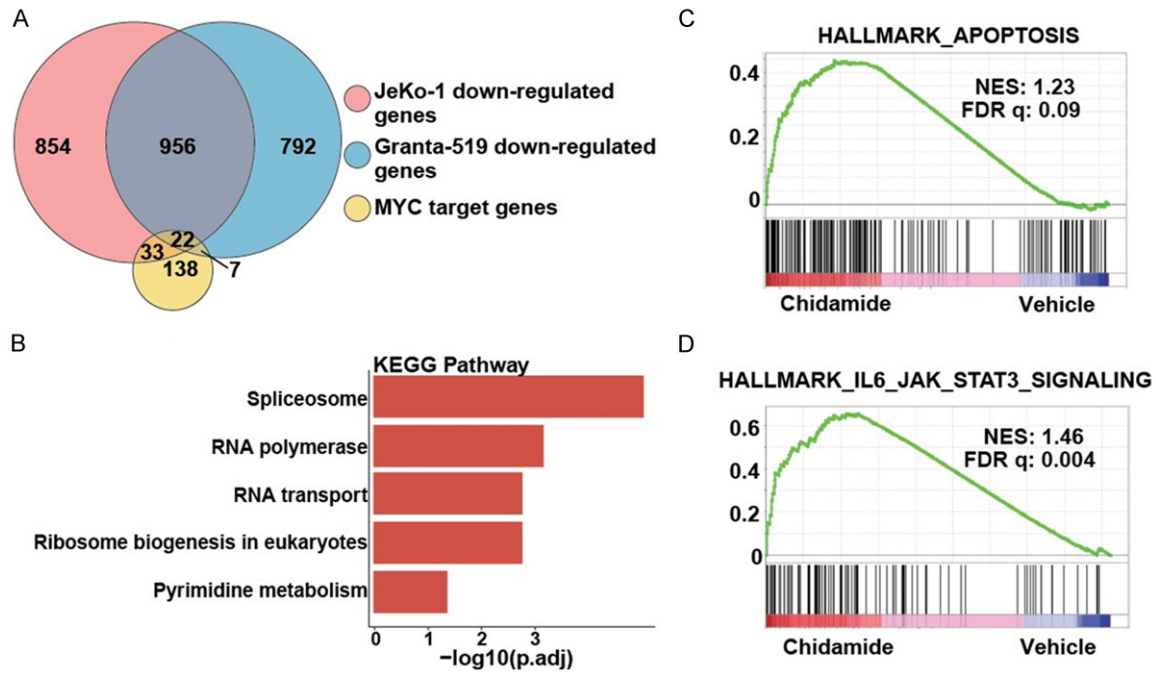 A
854
956
792
22
33
138
7
JeKo-1 down-regulated
genes
Granta-519 down-regulated
genes
MYC target genes
B
KEGG Pathway
Spliceosome
RNA polymerase
RNA transport
Ribosome biogenesis in eukaryotes
Pyrimidine metabolism
0 1 2 3
−log10(p.adj)
C
HALLMARK_APOPTOSIS
NES: 1.23
FDR q: 0.09
0.4
0.2
0
Chidamide Vehicle
D
HALLMARK_IL6_JAK_STAT3_SIGNALING
NES: 1.46
FDR q: 0.004
0.6
0.4
0.2
0
Chidamide Vehicle